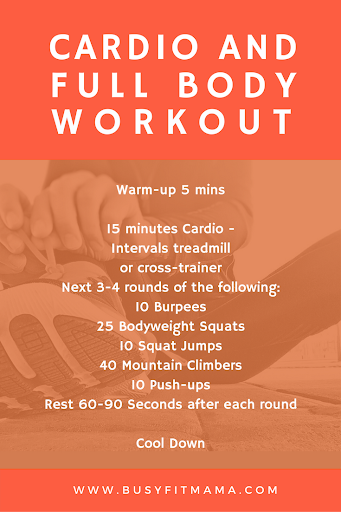 CARDIO AND
FULL BODY
WORKOUT
Warm-up 5 mins
15 minutes Cardio -
Intervals treadmill
or cross-trainer
Next 3-4 rounds of the following:
10 Burpees
25 Bodyweight Squats
10 Squat Jumps
40 Mountain Climbers
10 Push-ups
Rest 60-90 Seconds after each round
Cool Down
WWW.BUSYFITMAMA.COM